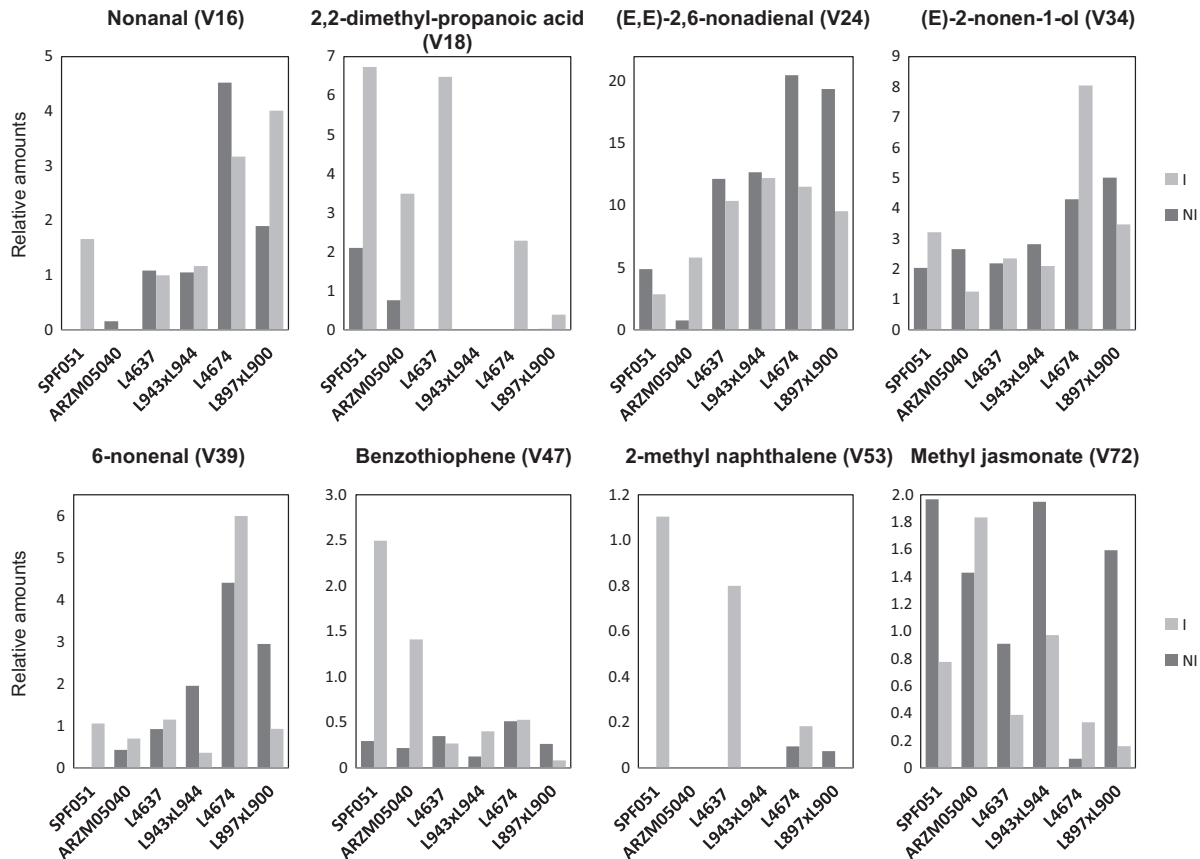 Nonanal (V16)
2,2-dimethyl-propanoic acid
(V18)
(E,E)-2,6-nonadienal (V24)
(E)-2-nonen-1-ol (V34)
Relative amounts
5
4
3
2
1
0
SPF051
ARZM05040
L4637
L943xL944
L4674
L897xL900
7
6
5
4
3
2
1
0
SPF051
ARZM05040
L4637
L943xL944
L4674
L897xL900
20
15
10
5
0
SPF051
ARZM05040
L4637
L943xL944
L4674
L897xL900
9
8
7
6
5
4
3
2
1
0
SPF051
ARZM05040
L4637
L943xL944
L4674
L897xL900
I
NI
6-nonenal (V39)
Benzothiophene (V47)
2-methyl naphthalene (V53)
Methyl jasmonate (V72)
Relative amounts
6
5
4
3
2
1
0
SPF051
ARZM05040
L4637
L943xL944
L4674
L897xL900
3.0
2.5
2.0
1.5
1.0
0.5
0
SPF051
ARZM05040
L4637
L943xL944
L4674
L897xL900
1.2
1.0
0.8
0.6
0.4
0.2
0
SPF051
ARZM05040
L4637
L943xL944
L4674
L897xL900
2.0
1.8
1.6
1.4
1.2
1.0
0.8
0.6
0.4
0.2
0
SPF051
ARZM05040
L4637
L943xL944
L4674
L897xL900
I
NI